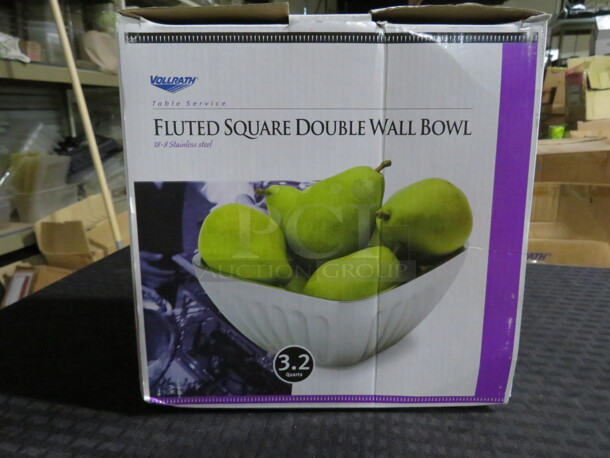 VOLLRATH
Table Service
FLUTED SQUARE DOUBLE WALL BOWL
18-8 Stainless steel
PCI
AUCTION GROUP
3.2
Quarts